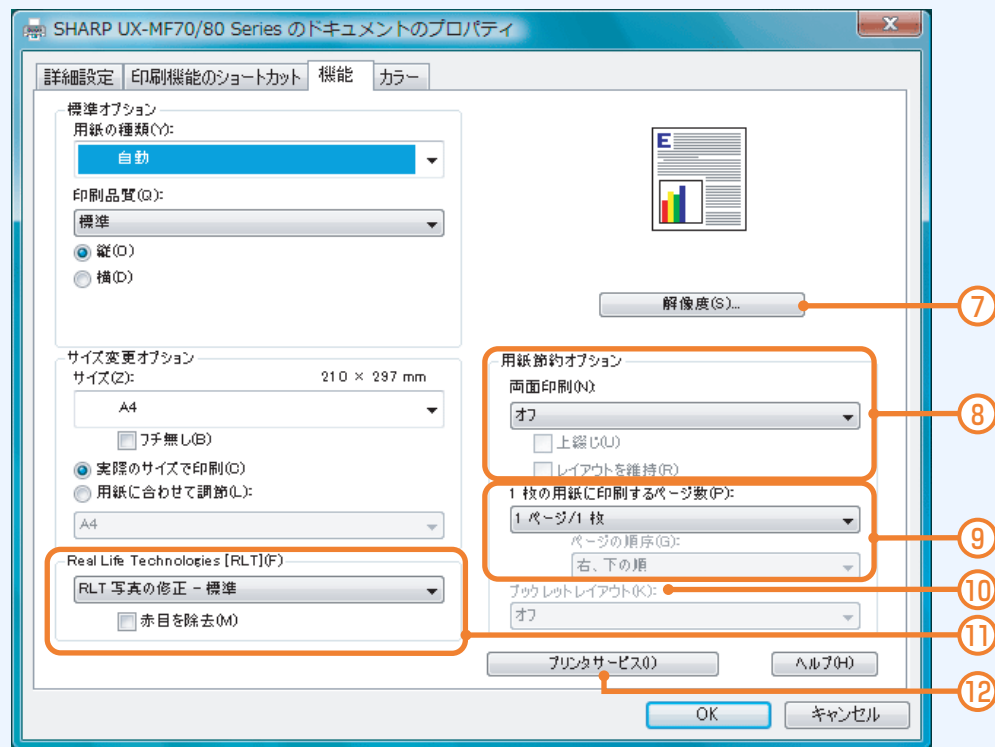 SHARP UX-MF70/80 Series のドキュメントのプロパティ
詳細設定 印刷機能のショートカット 機能 カラー
標準オプション
用紙の種類(Y):
自動
印刷品質(Q):
標準
縦(O)
横(D)
E
解像度(S)...
⑦
サイズ変更オプション
サイズ(Z): 210 × 297 mm
A4
フチ無し(B)
実際のサイズで印刷(C)
用紙に合わせて調節(L):
A4
用紙節約オプション
両面印刷(N):
オフ
⑧
上綴じ(U)
レイアウトを維持(R)
1 枚の用紙に印刷するページ数(P):
1 ページ/1 枚
⑨
ページの順序(G):
右、下の順
ブックレットレイアウト(K):
⑩
オフ
Real Life Technologies [RLT](F)
RLT 写真の修正 - 標準
赤目を除去(M)
⑪
プリンタサービス(I) ヘルプ(H)
⑫
OK キャンセル